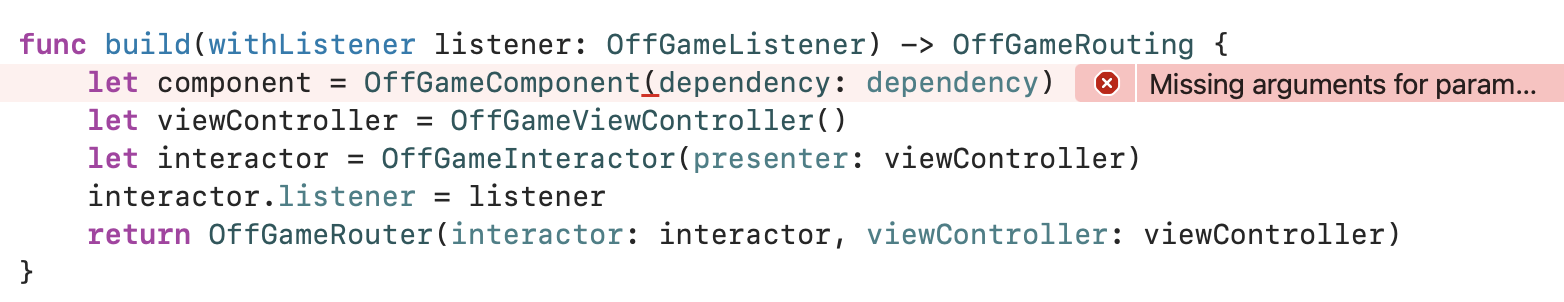 func build(withListener listener: OffGameListener) -> OffGameRouting {
let component = OffGameComponent(dependency: dependency) Missing arguments for param...
let viewController = OffGameViewController()
let interactor = OffGameInteractor(presenter: viewController)
interactor.listener = listener
return OffGameRouter(interactor: interactor, viewController: viewController)
}